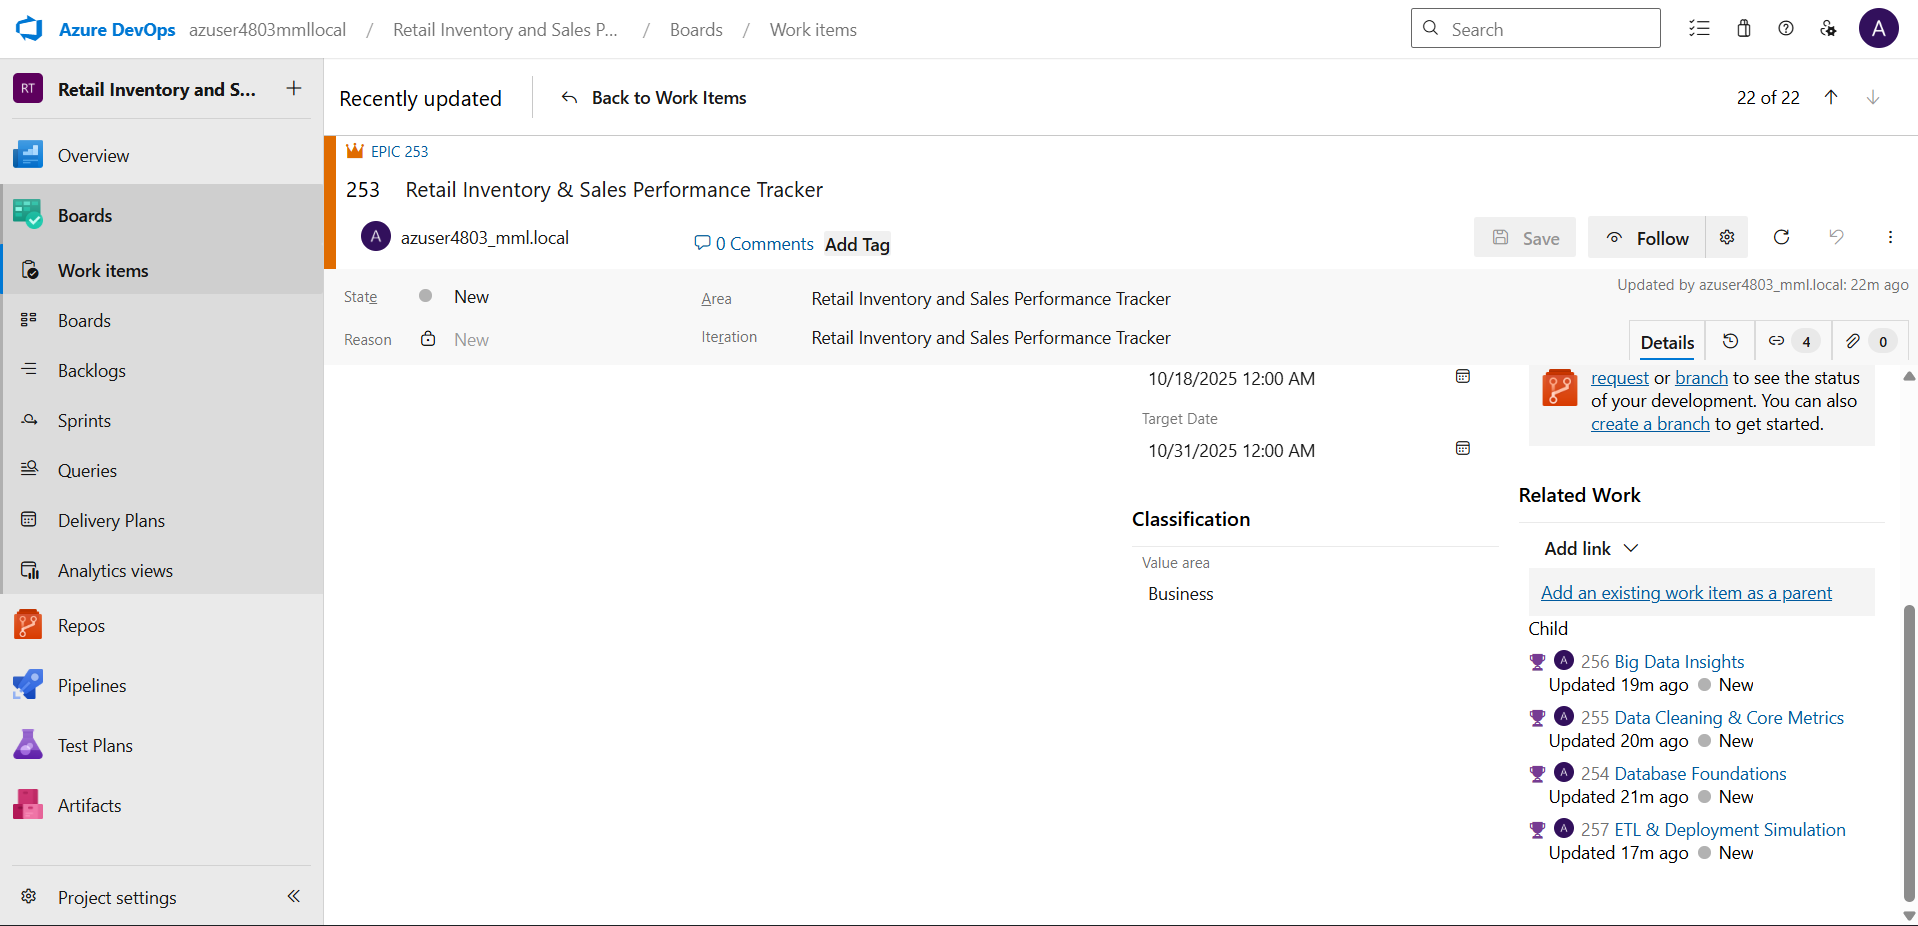 Azure DevOps azuser4803mmllocal / Retail Inventory and Sales P... / Boards / Work items
Search
A
RT Retail Inventory and S... +
Overview
Boards
Work items
Boards
Backlogs
Sprints
Queries
Delivery Plans
Analytics views
Repos
Pipelines
Test Plans
Artifacts
Project settings
Recently updated
Back to Work Items
22 of 22
EPIC 253
253 Retail Inventory & Sales Performance Tracker
A azuser4803_mml.local
0 Comments
Add Tag
Save
Follow
State New
Reason New
Area Retail Inventory and Sales Performance Tracker
Iteration Retail Inventory and Sales Performance Tracker
Updated by azuser4803_mml.local: 22m ago
Details
4
0
10/18/2025 12:00 AM
Target Date
10/31/2025 12:00 AM
Classification
Value area
Business
request or branch to see the status
of your development. You can also
create a branch to get started.
Related Work
Add link
Add an existing work item as a parent
Child
A 256 Big Data Insights
Updated 19m ago New
A 255 Data Cleaning & Core Metrics
Updated 20m ago New
A 254 Database Foundations
Updated 21m ago New
A 257 ETL & Deployment Simulation
Updated 17m ago New